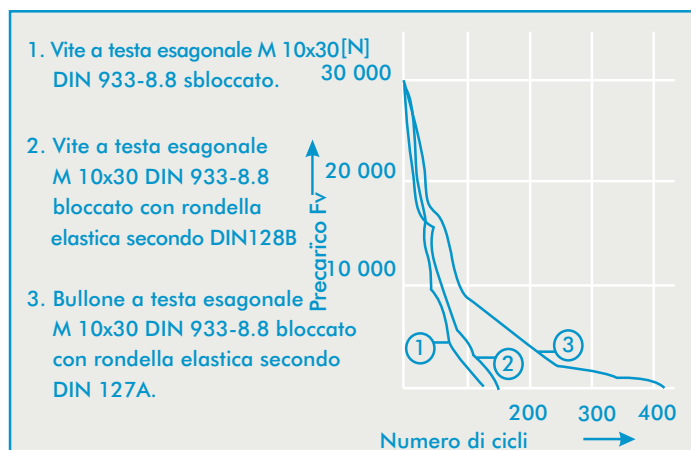 1. Vite a testa esagonale M 10x30
DIN 933-8.8 sbloccato.
2. Vite a testa esagonale
M 10x30 DIN 933-8.8
bloccato con rondella
elastica secondo DIN128B
3. Bullone a testa esagonale
M 10x30 DIN 933-8.8 bloccato
con rondella elastica secondo
DIN 127A.
[N]
30 000
20 000
10 000
Precarico Fv
1
2
3
200
300
400
Numero di cicli